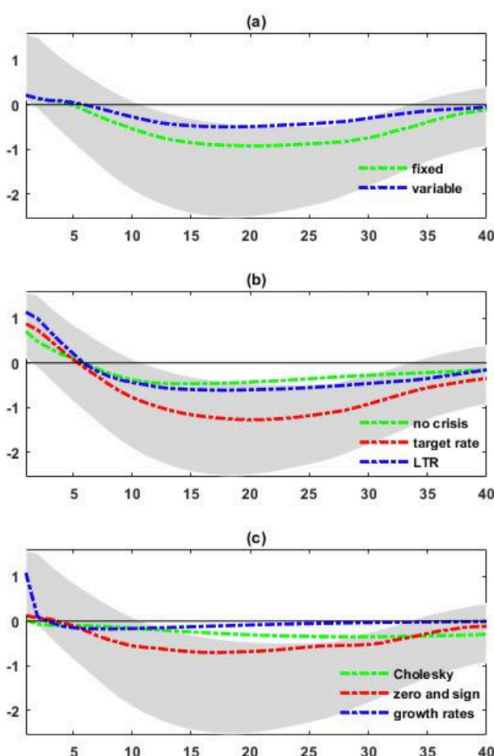 (a)
1
0
-1
-2
5 10 15 20 25 30 35 40
fixed
variable
(b)
1
0
-1
-2
5 10 15 20 25 30 35 40
no crisis
target rate
LTR
(c)
1
0
-1
-2
5 10 15 20 25 30 35 40
Cholesky
zero and sign
growth rates